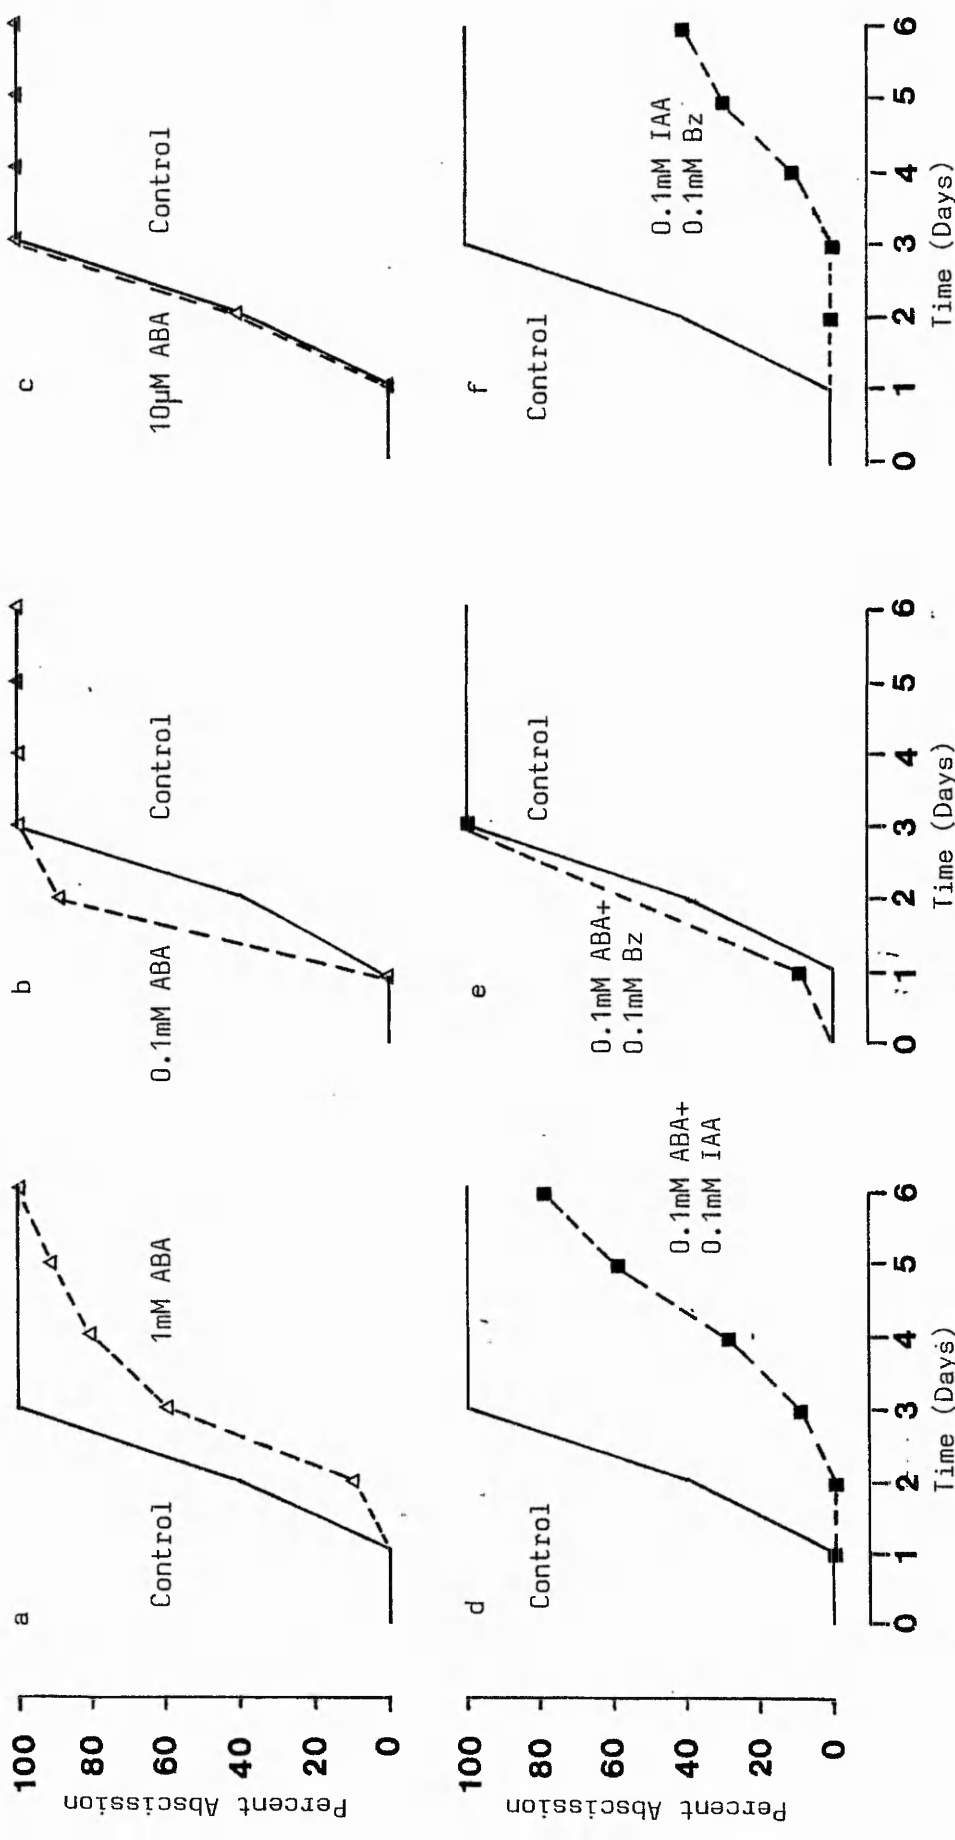 a
b
c
100
80
60
40
20
0
Percent Abscission
Control
1mM ABA
0.1mM ABA
Control
10µM ABA
Control
d
e
f
100
80
60
40
20
0
Percent Abscission
Control
0.1mM ABA+
0.1mM IAA
0.1mM ABA+
0.1mM Bz
Control
Control
0.1mM IAA
0.1mM Bz
0 1 2 3 4 5 6
Time (Days)
0 1 2 3 4 5 6
Time (Days)
0 1 2 3 4 5 6
Time (Days)